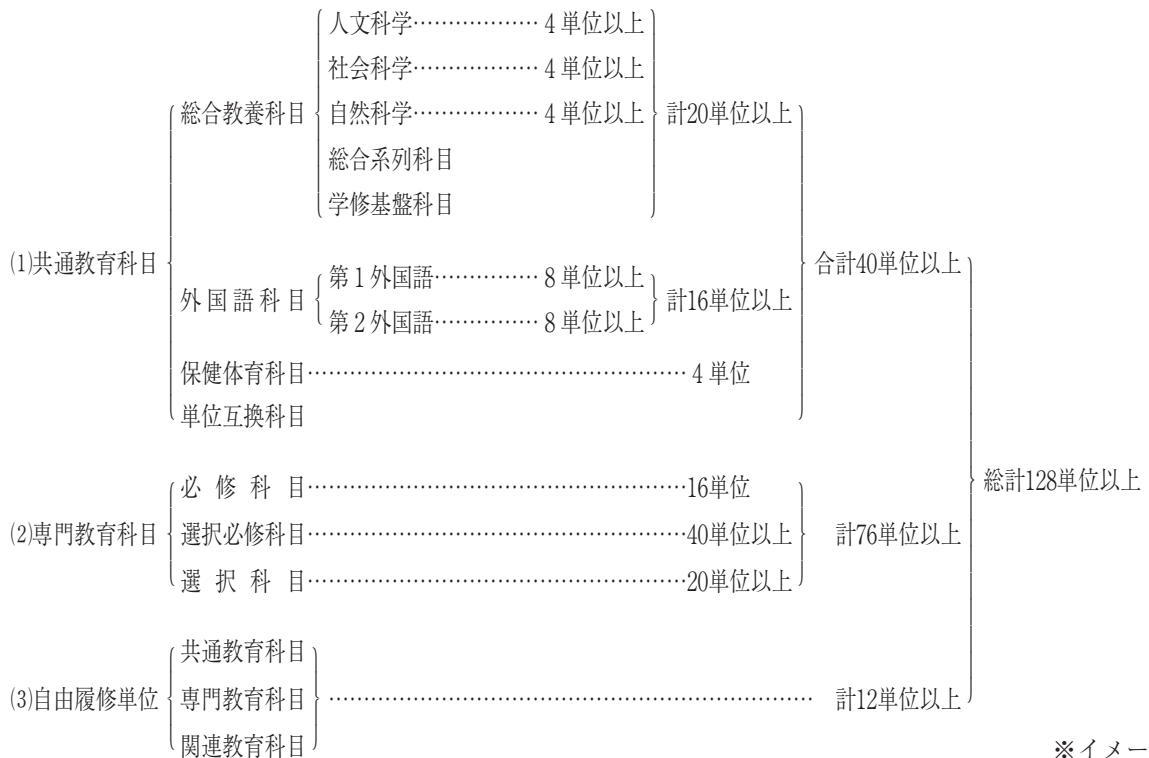 人文科学……………… 4 単位以上
社会科学……………… 4 単位以上
総合教養科目 自然科学……………… 4 単位以上 計20単位以上
総合系列科目
学修基盤科目
⑴共通教育科目 合計40単位以上
外国語科目 第1外国語…………… 8 単位以上 計16単位以上
第2外国語…………… 8 単位以上
保健体育科目……………………………………………… 4 単位
単位互換科目
必修科目………………………………………………16単位 総計128単位以上
⑵専門教育科目 選択必修科目………………………………………………40単位以上 計76単位以上
選択科目………………………………………………20単位以上
共通教育科目
⑶自由履修単位 専門教育科目 …………………………………………………………… 計12単位以上
関連教育科目
※イメー